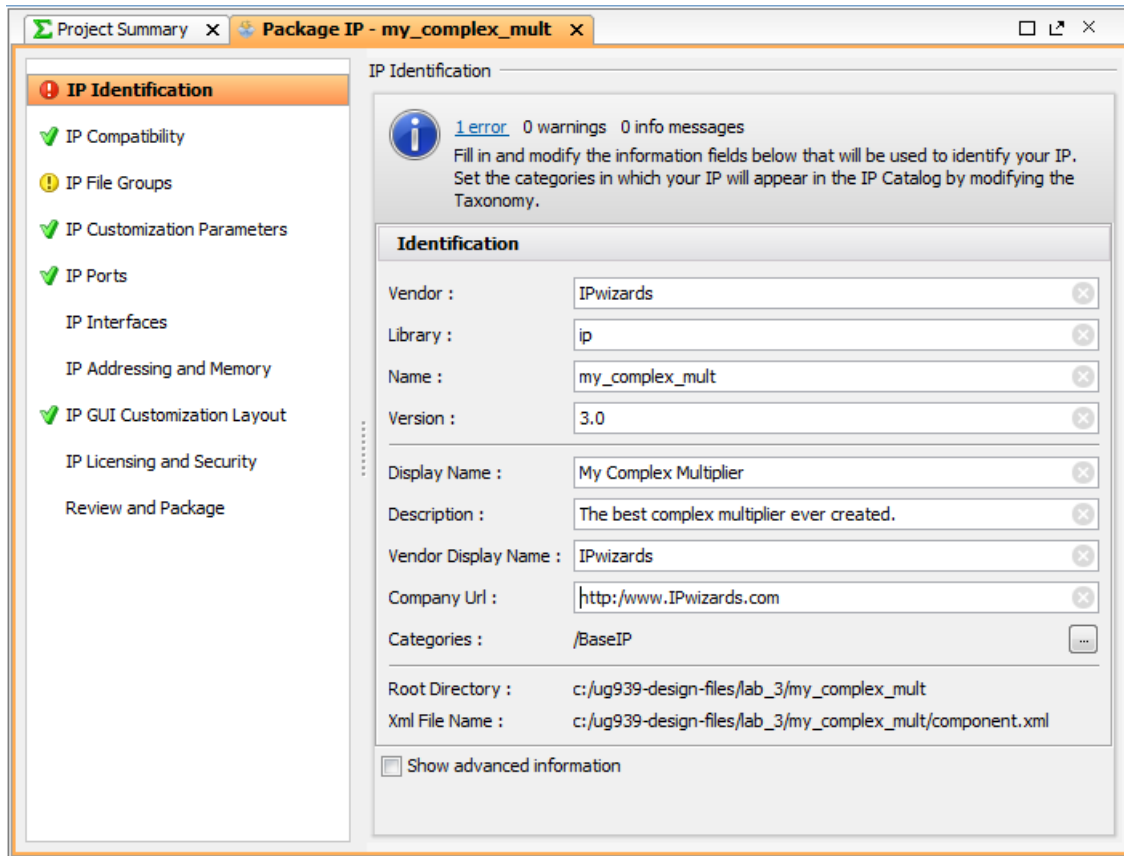 Project Summary
Package IP - my_complex_mult
IP Identification
IP Compatibility
IP File Groups
IP Customization Parameters
IP Ports
IP Interfaces
IP Addressing and Memory
IP GUI Customization Layout
IP Licensing and Security
Review and Package
IP Identification
1 error 0 warnings 0 info messages
Fill in and modify the information fields below that will be used to identify your IP.
Set the categories in which your IP will appear in the IP Catalog by modifying the
Taxonomy.
Identification
Vendor : IPwizards
Library : ip
Name : my_complex_mult
Version : 3.0
Display Name : My Complex Multiplier
Description : The best complex multiplier ever created.
Vendor Display Name : IPwizards
Company Url : http:/www.IPwizards.com
Categories : /BaseIP ...
Root Directory : c:/ug939-design-files/lab_3/my_complex_mult
Xml File Name : c:/ug939-design-files/lab_3/my_complex_mult/component.xml
Show advanced information